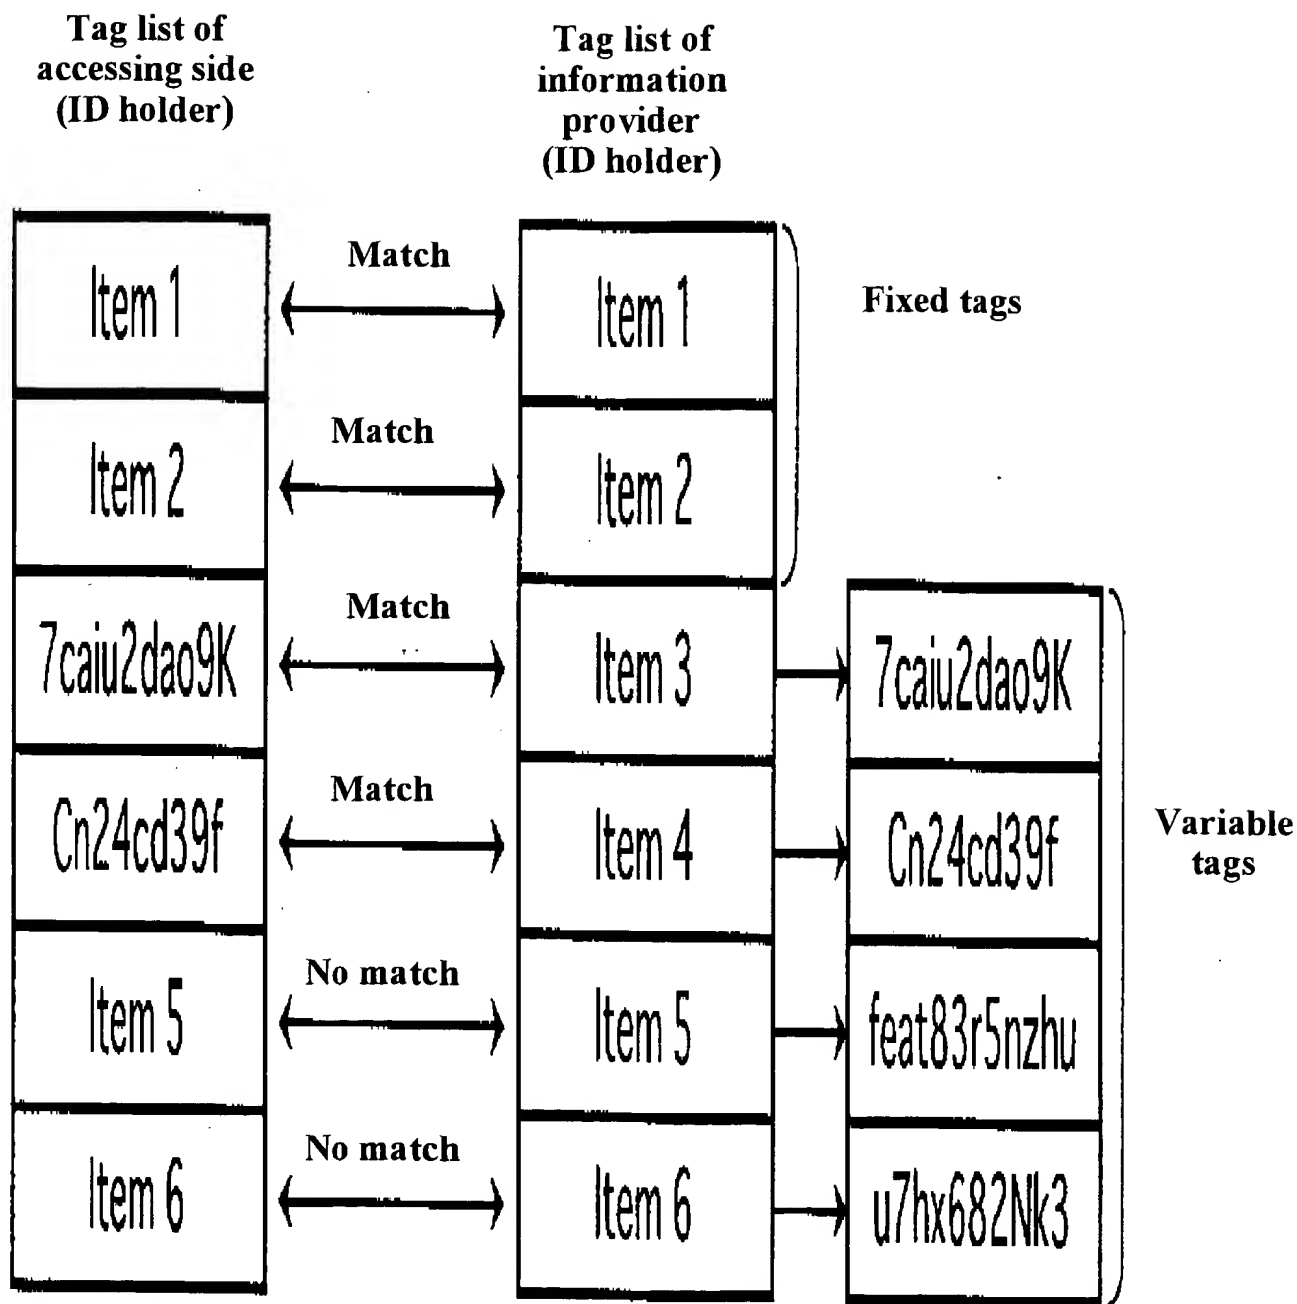 Tag list of
accessing side
(ID holder)
Tag list of
information
provider
(ID holder)
Item 1
Match
Item 1
Fixed tags
Item 2
Match
Item 2
7caiu2dao9K
Match
Item 3
7caiu2dao9K
Cn24cd39f
Match
Item 4
Cn24cd39f
Variable
tags
Item 5
No match
Item 5
feat83r5nzhu
Item 6
No match
Item 6
u7hx682Nk3